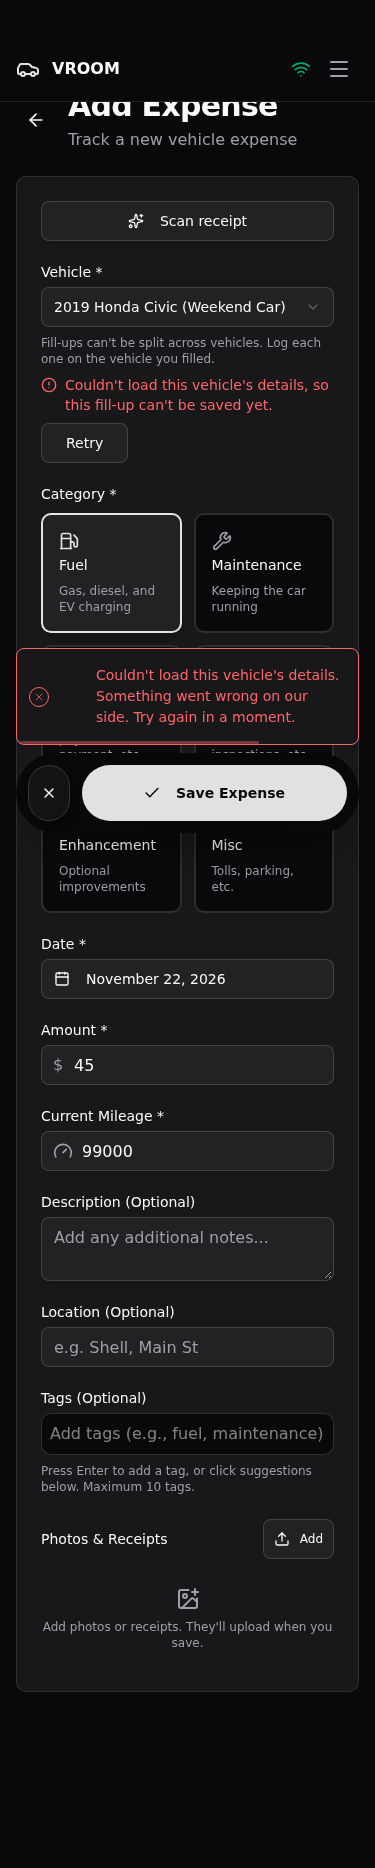 VROOM
Add Expense
Track a new vehicle expense
Scan receipt
Vehicle *
2019 Honda Civic (Weekend Car)
Fill-ups can't be split across vehicles. Log each
one on the vehicle you filled.
Couldn't load this vehicle's details, so
this fill-up can't be saved yet.
Retry
Category *
Fuel
Gas, diesel, and
EV charging
Maintenance
Keeping the car
running
Couldn't load this vehicle's details.
Something went wrong on our
side. Try again in a moment.
Save Expense
Enhancement
Optional
improvements
Misc
Tolls, parking,
etc.
Date *
November 22, 2026
Amount *
$ 45
Current Mileage *
99000
Description (Optional)
Add any additional notes...
Location (Optional)
e.g. Shell, Main St
Tags (Optional)
Add tags (e.g., fuel, maintenance)
Press Enter to add a tag, or click suggestions
below. Maximum 10 tags.
Photos & Receipts
Add
Add photos or receipts. They'll upload when you
save.